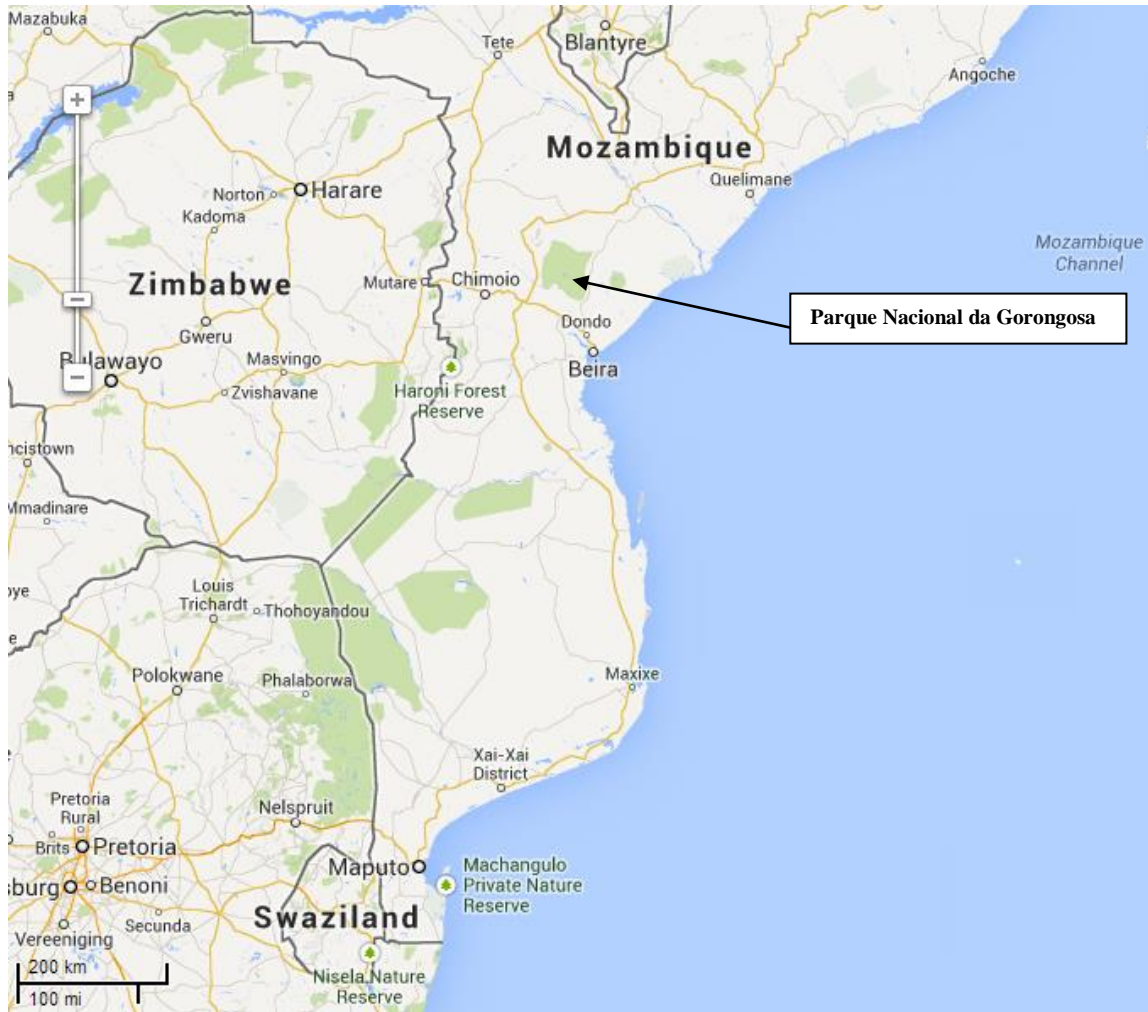 Mazabuka
Tete
Blantyre
Angoche
Mozambique
Norton
Harare
Quelimane
Kadoma
Mozambique
Channel
Zimbabwe
Mutare
Chimoio
Parque Nacional da Gorongosa
Gweru
Dondo
Bulawayo
Masvingo
Beira
Zvishavane
Haroni Forest
Reserve
ncistown
Mmadinare
Louis
Trichardt
Thohoyandou
oye
e
Polokwane
Phalaborwa
Maxixe
Xai-Xai
District
Pretoria
Rural
Nelspruit
Brits
Pretoria
Maputo
Machangulo
Private Nature
Reserve
sburg
Benoni
Swaziland
Secunda
Vereeniging
200 km
100 mi
Nisela Nature
Reserve